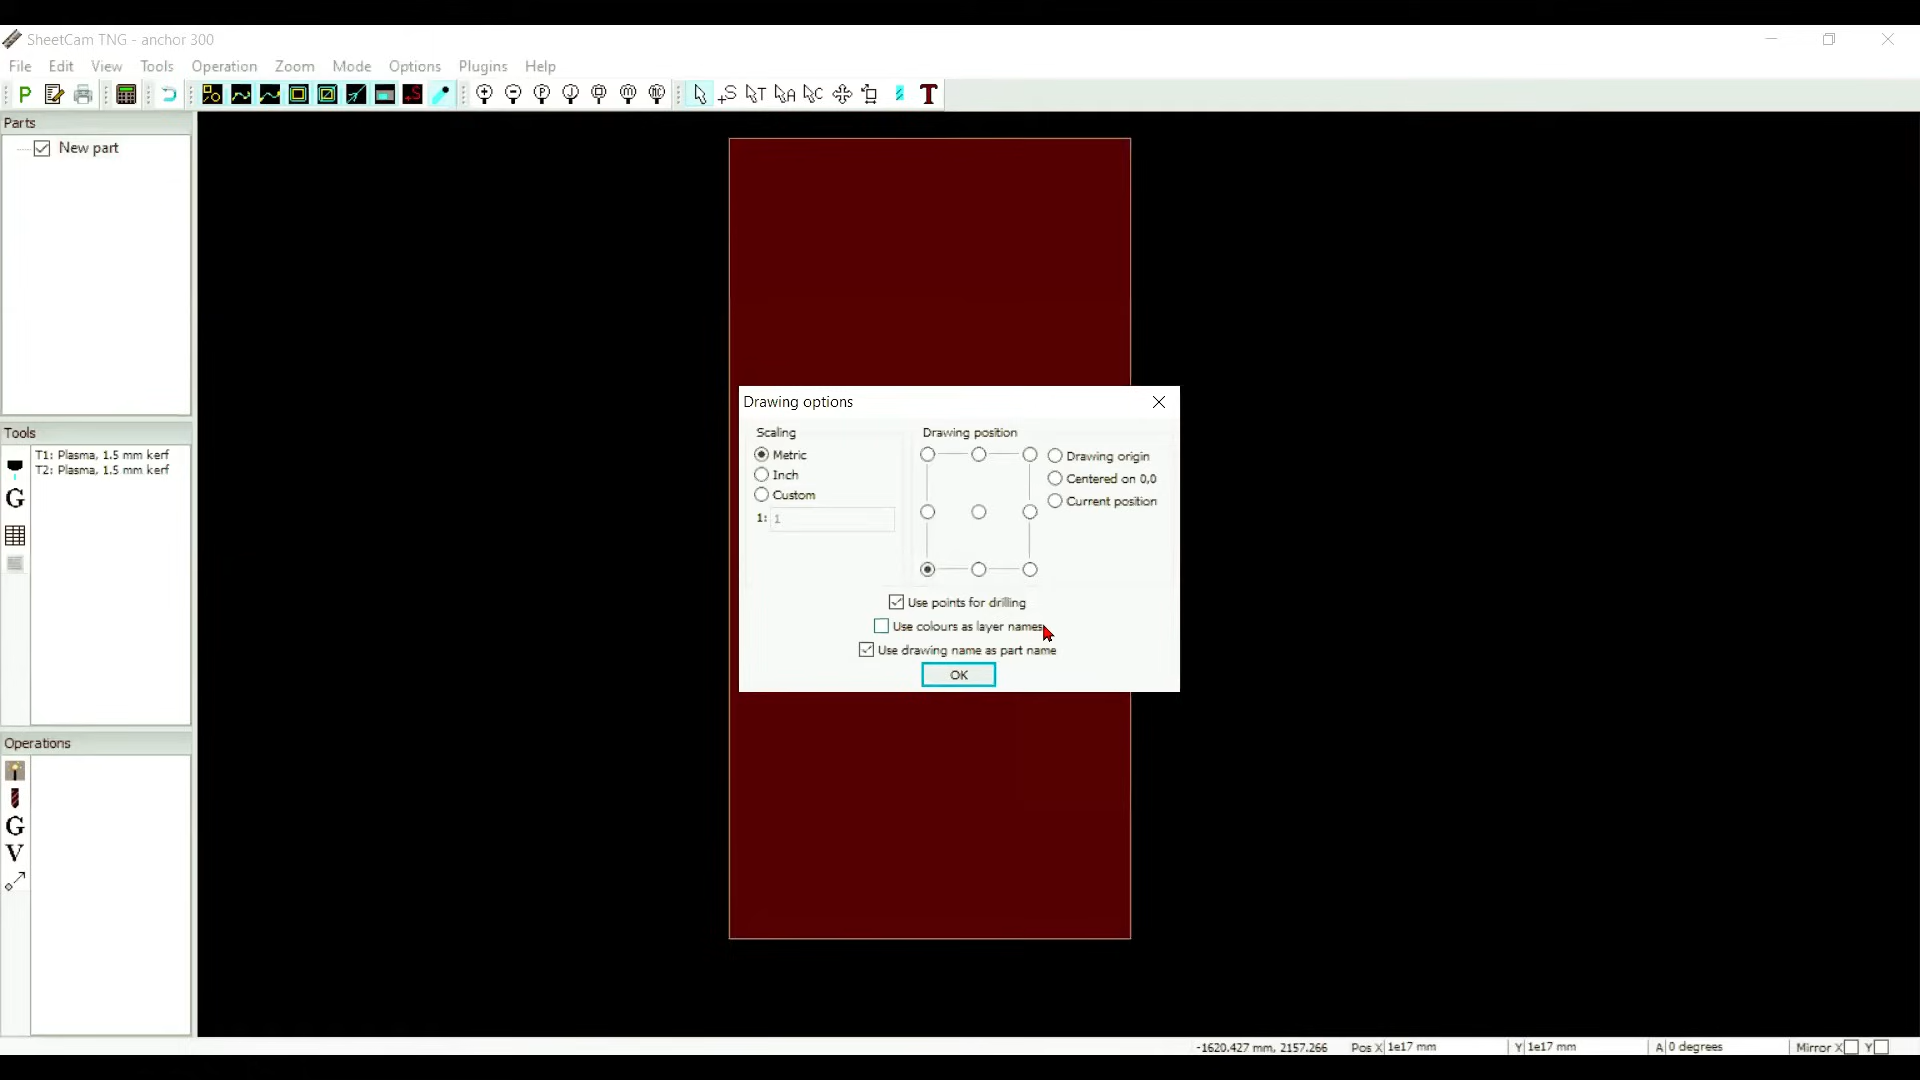 SheetCam TNG - anchor 300
File Edit View Tools Operation Zoom Mode Options Plugins Help
P S T A C T
Parts
New part
Tools
T1: Plasma, 1.5 mm kerf
T2: Plasma, 1.5 mm kerf
G
Operations
G
V
Drawing options
Scaling
Metric
Inch
Custom
1: 1
Drawing position
Drawing origin
Centered on 0,0
Current position
Use points for drilling
Use colours as layer names
Use drawing name as part name
OK
-1620.427 mm, 2157.266 Pos X 1e17 mm Y 1e17 mm A 0 degrees Mirror X Y